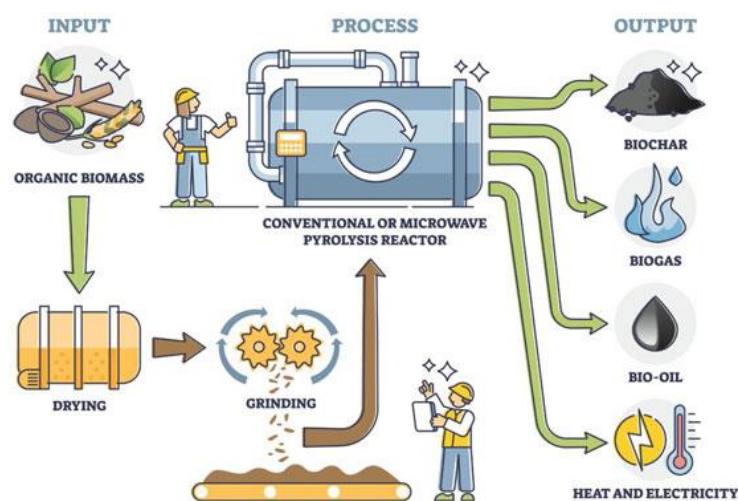 INPUT
PROCESS
OUTPUT
ORGANIC BIOMASS
CONVENTIONAL OR MICROWAVE
PYROLYSIS REACTOR
BIOCHAR
BIOGAS
DRYING
GRINDING
BIO-OIL
HEAT AND ELECTRICITY